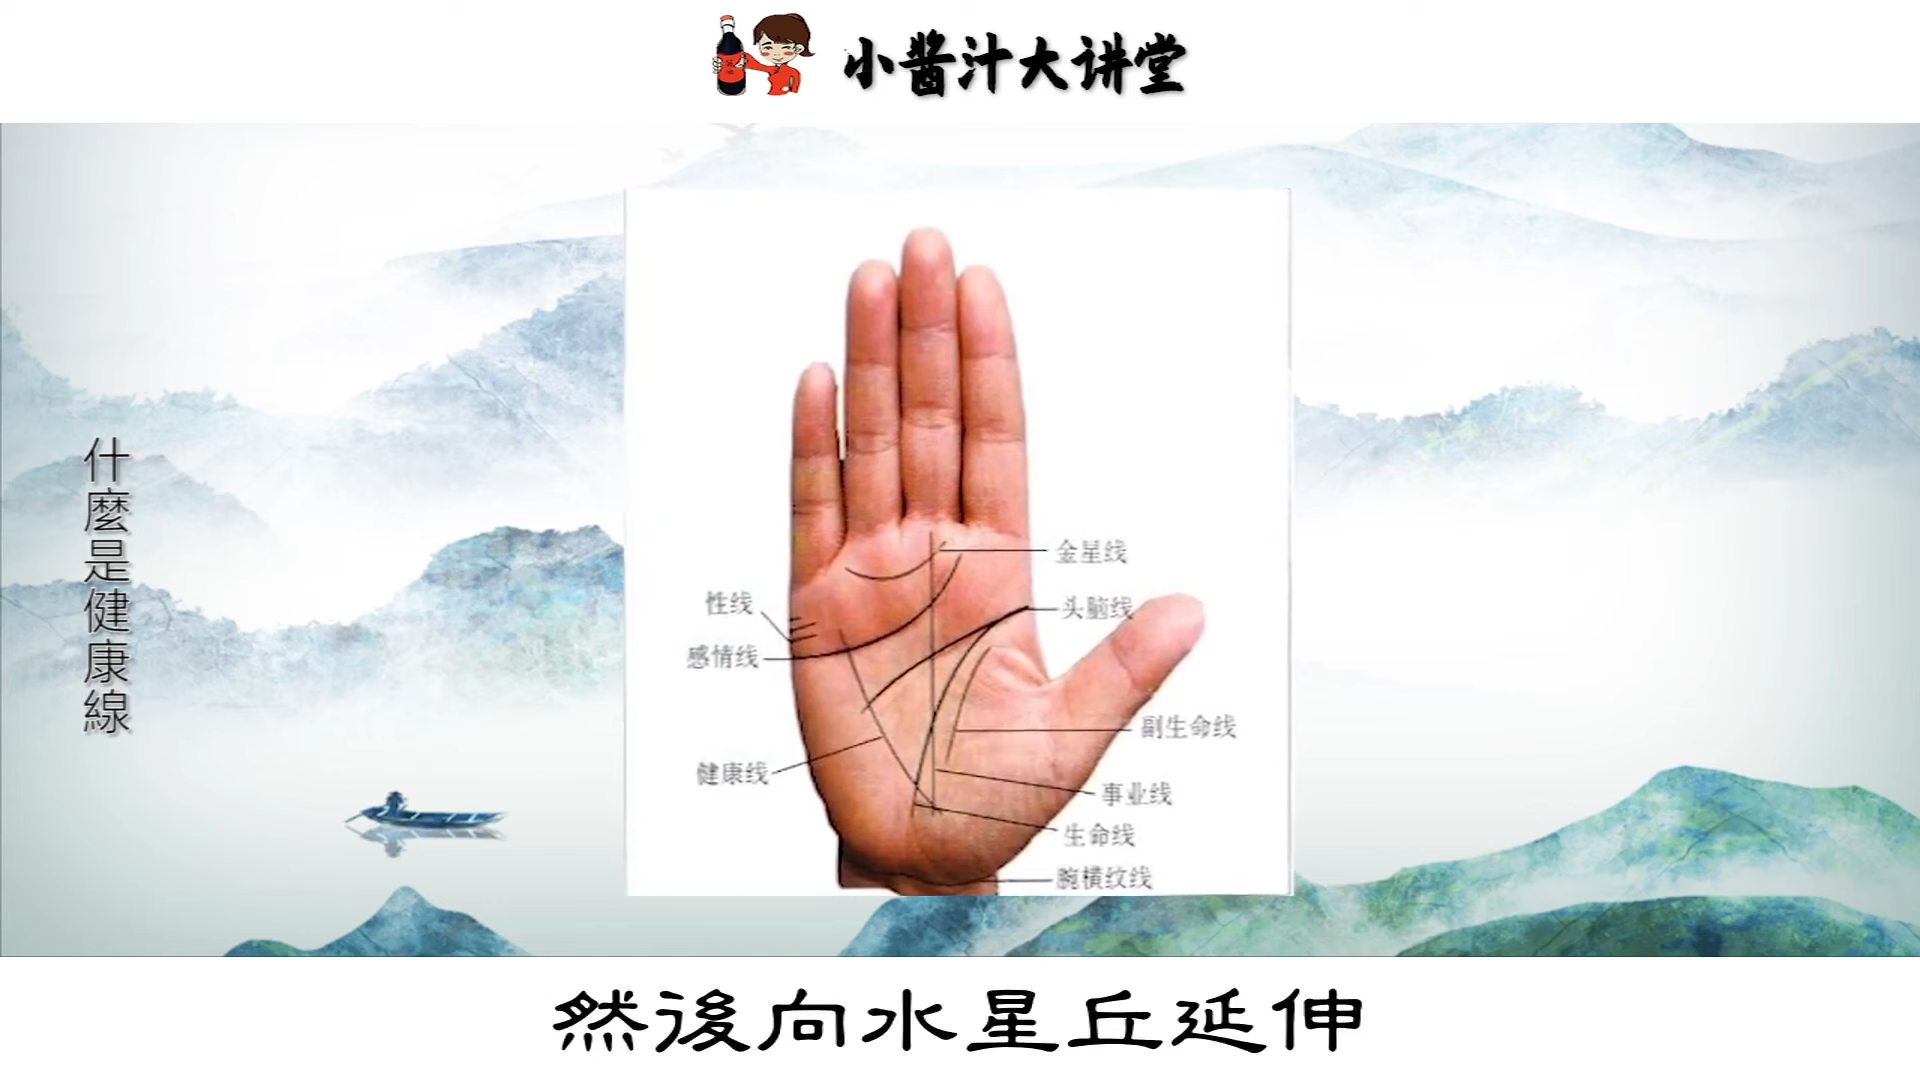 小酱汁大讲堂
什麼是健康線
金星线
性线
头脑线
感情线
副生命线
健康线
事业线
生命线
腕横纹线
然後向水星丘延伸